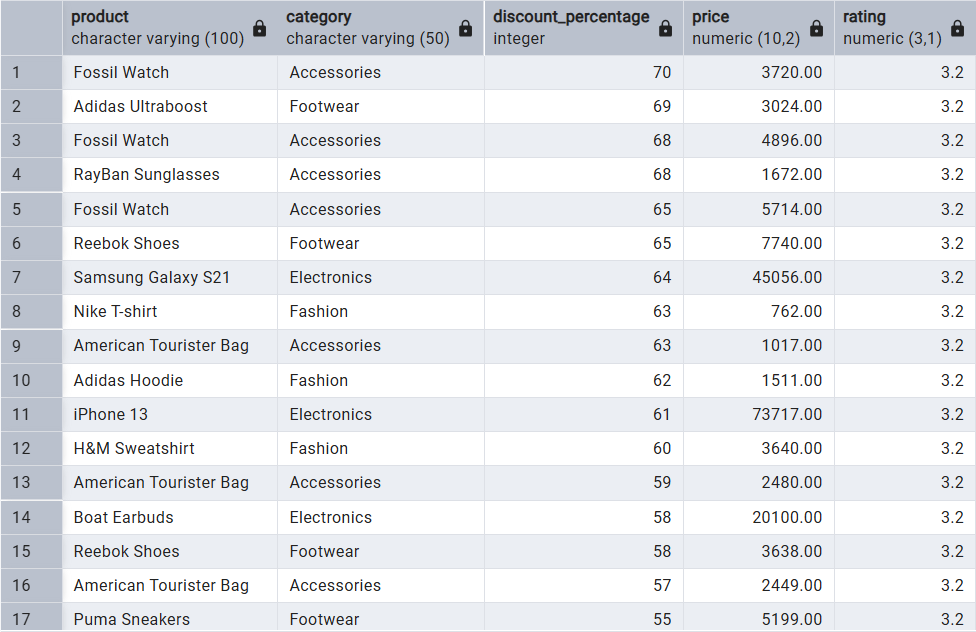 product category discount_percentage price rating
character varying (100) character varying (50) integer numeric (10,2) numeric (3,1)
1 Fossil Watch Accessories 70 3720.00 3.2
2 Adidas Ultraboost Footwear 69 3024.00 3.2
3 Fossil Watch Accessories 68 4896.00 3.2
4 RayBan Sunglasses Accessories 68 1672.00 3.2
5 Fossil Watch Accessories 65 5714.00 3.2
6 Reebok Shoes Footwear 65 7740.00 3.2
7 Samsung Galaxy S21 Electronics 64 45056.00 3.2
8 Nike T-shirt Fashion 63 762.00 3.2
9 American Tourister Bag Accessories 63 1017.00 3.2
10 Adidas Hoodie Fashion 62 1511.00 3.2
11 iPhone 13 Electronics 61 73717.00 3.2
12 H&M Sweatshirt Fashion 60 3640.00 3.2
13 American Tourister Bag Accessories 59 2480.00 3.2
14 Boat Earbuds Electronics 58 20100.00 3.2
15 Reebok Shoes Footwear 58 3638.00 3.2
16 American Tourister Bag Accessories 57 2449.00 3.2
17 Puma Sneakers Footwear 55 5199.00 3.2